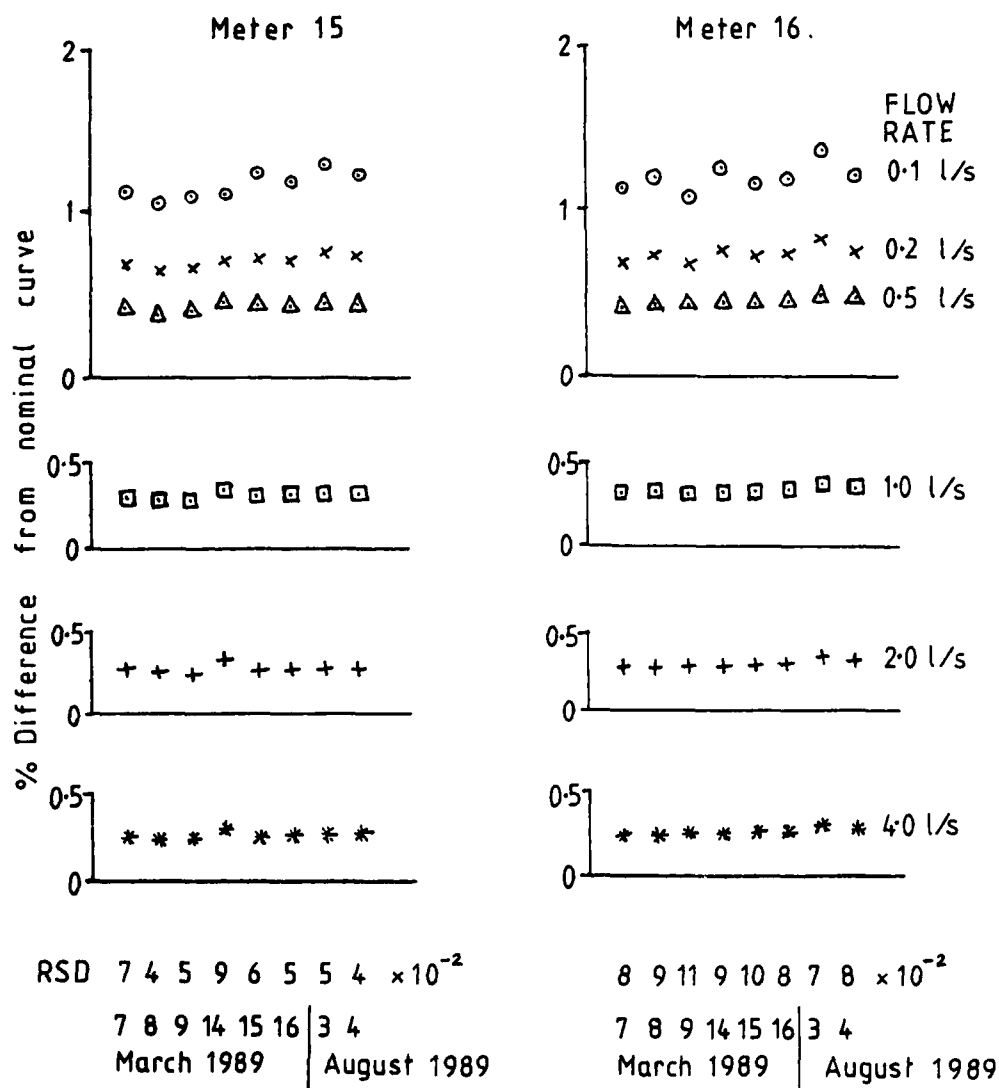 Meter 15
Meter 16.
2
1
0
2
1
0
FLOW
RATE
0·1 l/s
0·2 l/s
0·5 l/s
% Difference from nominal curve
0·5
0
0·5
0
1·0 l/s
0·5
0
0·5
0
2·0 l/s
0·5
0
0·5
0
4·0 l/s
RSD 7 4 5 9 6 5 5 4 ×10⁻²
8 9 11 9 10 8 7 8 ×10⁻²
7 8 9 14 15 16 3 4
7 8 9 14 15 16 3 4
March 1989 August 1989
March 1989 August 1989